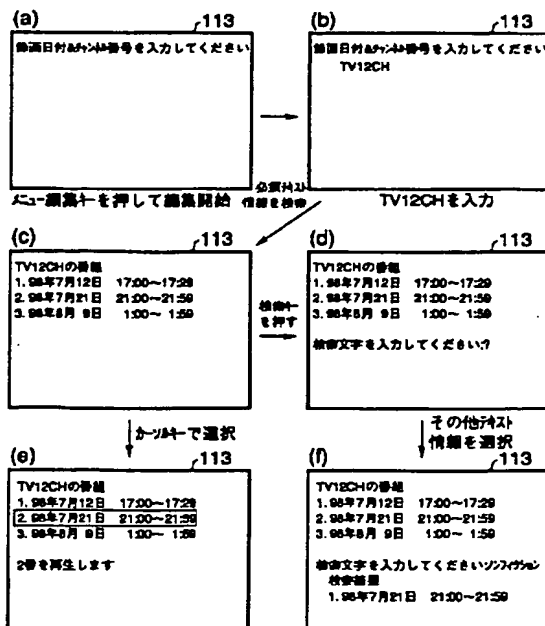 (a)
113
録画日付&チャンネル番号を入力してください
メニュー編集キーを押して編集開始
(b)
113
録画日付&チャンネル番号を入力してください
TV12CH
TV12CHを入力
必須テキスト
情報を検索
(c)
113
TV12CHの番組
1. 98年7月12日 17:00～17:29
2. 98年7月21日 21:00～21:59
3. 98年8月 9日 1:00～ 1:59
検索キー
を押す
(d)
113
TV12CHの番組
1. 98年7月12日 17:00～17:29
2. 98年7月21日 21:00～21:59
3. 98年8月 9日 1:00～ 1:59
検索文字を入力してください?
カーソルキーで選択
その他テキスト
情報を選択
(e)
113
TV12CHの番組
1. 98年7月12日 17:00～17:29
2. 98年7月21日 21:00～21:59
3. 98年8月 9日 1:00～ 1:59
2番を再生します
(f)
113
TV12CHの番組
1. 98年7月12日 17:00～17:29
2. 98年7月21日 21:00～21:59
3. 98年8月 9日 1:00～ 1:59
検索文字を入力してくださいノンフィクション
検索結果
1. 98年7月21日 21:00～21:59